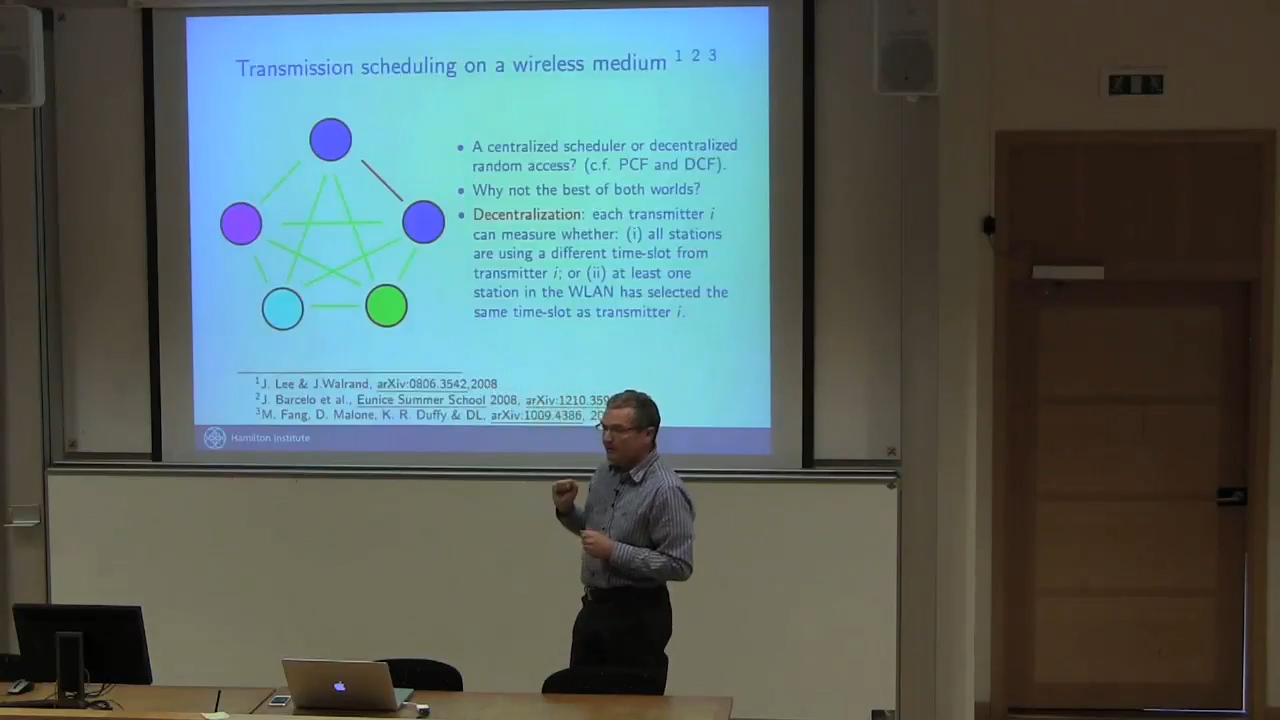 Transmission scheduling on a wireless medium 1 2 3
• A centralized scheduler or decentralized
random access? (c.f. PCF and DCF).
• Why not the best of both worlds?
• Decentralization: each transmitter i
can measure whether: (i) all stations
are using a different time-slot from
transmitter i; or (ii) at least one
station in the WLAN has selected the
same time-slot as transmitter i.
1J. Lee & J.Walrand, arXiv:0806.3542,2008
2J. Barcelo et al., Eunice Summer School 2008, arXiv:1210.359
3M. Fang, D. Malone, K. R. Duffy & DL, arXiv:1009.4386, 20
Hamilton Institute